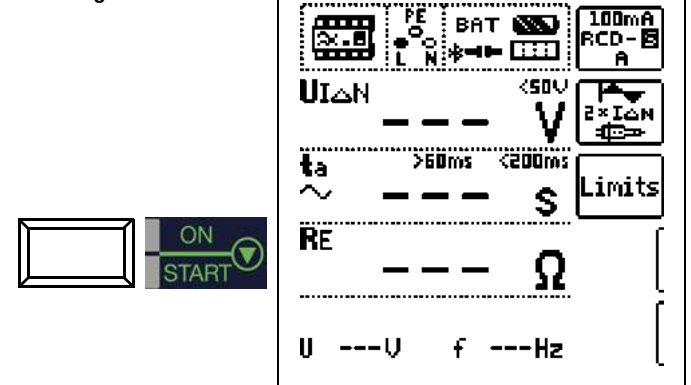 PE
BAT
L N
100mA
RCD-S
A
UI△N <50V
--- V
2×I△N
ta >60ms <200ms
~ --- S
Limits
RE
--- Ω
ON
START
U ---V f ---Hz